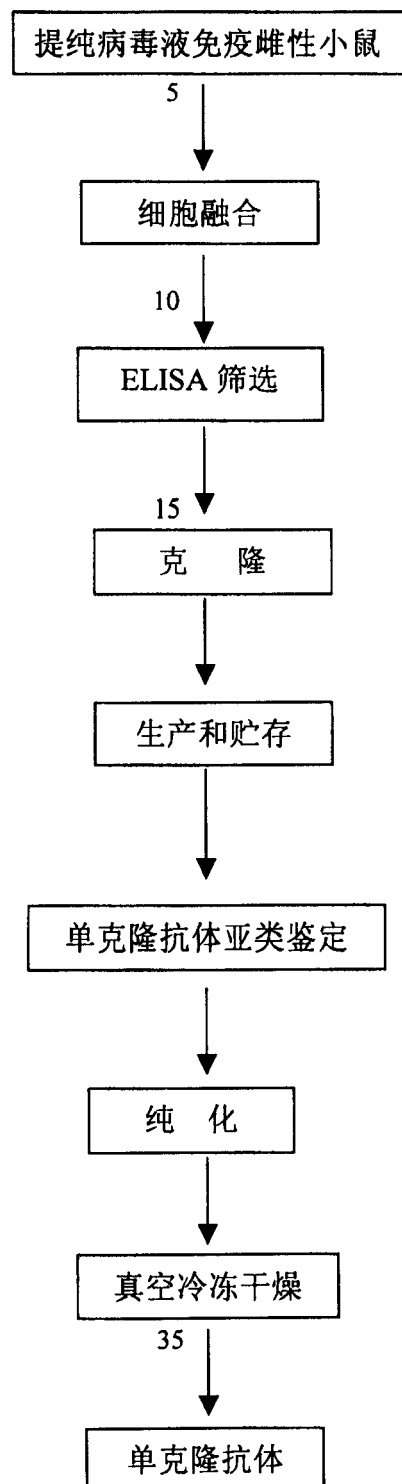 提纯病毒液免疫雌性小鼠
5
细胞融合
10
ELISA 筛选
15
克 隆
生产和贮存
单克隆抗体亚类鉴定
纯 化
真空冷冻干燥
35
单克隆抗体